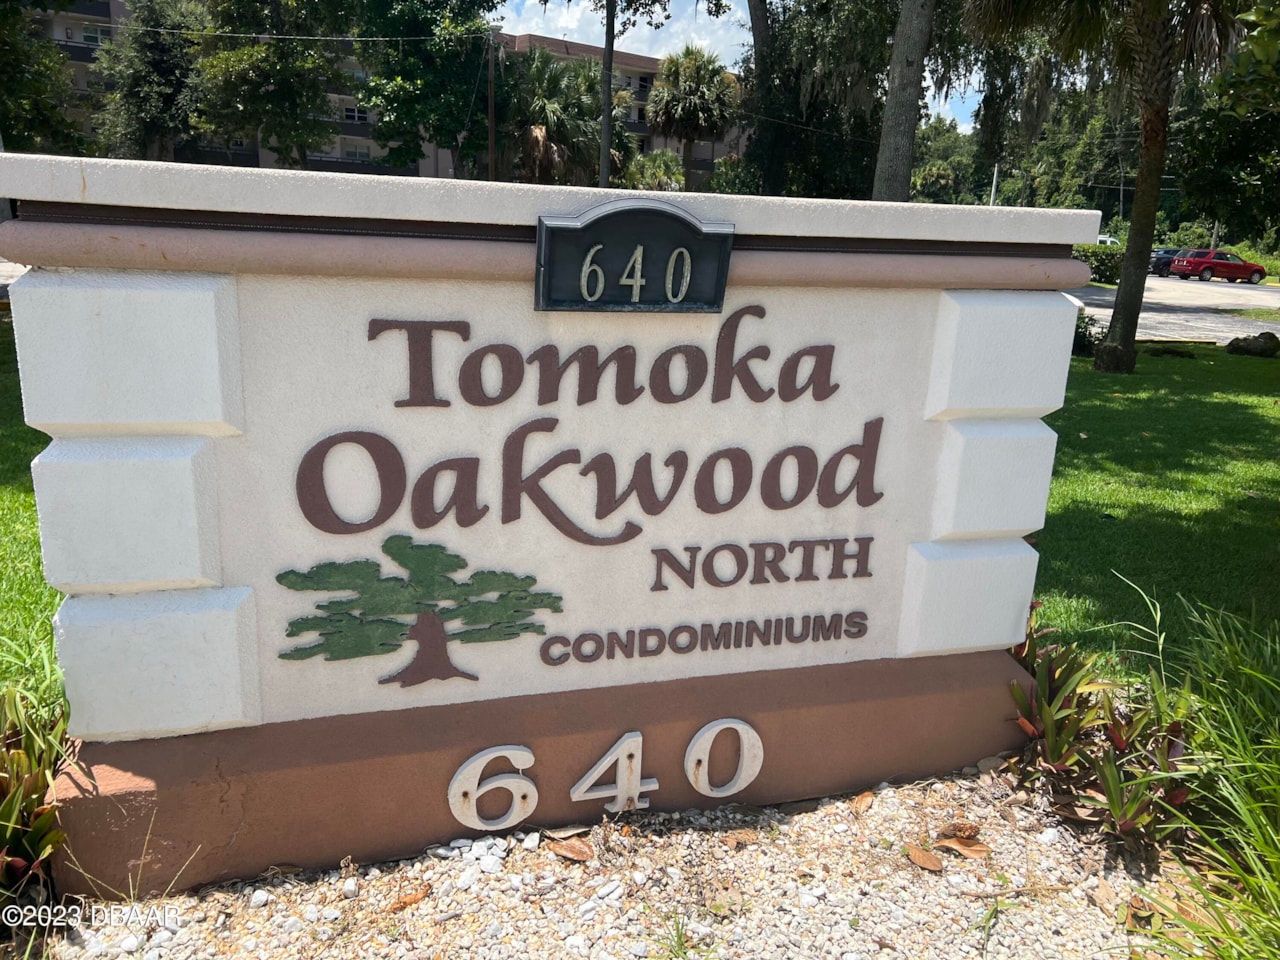 640
Tomoka
Oakwood
NORTH
CONDOMINIUMS
640
©2023 DBAAR